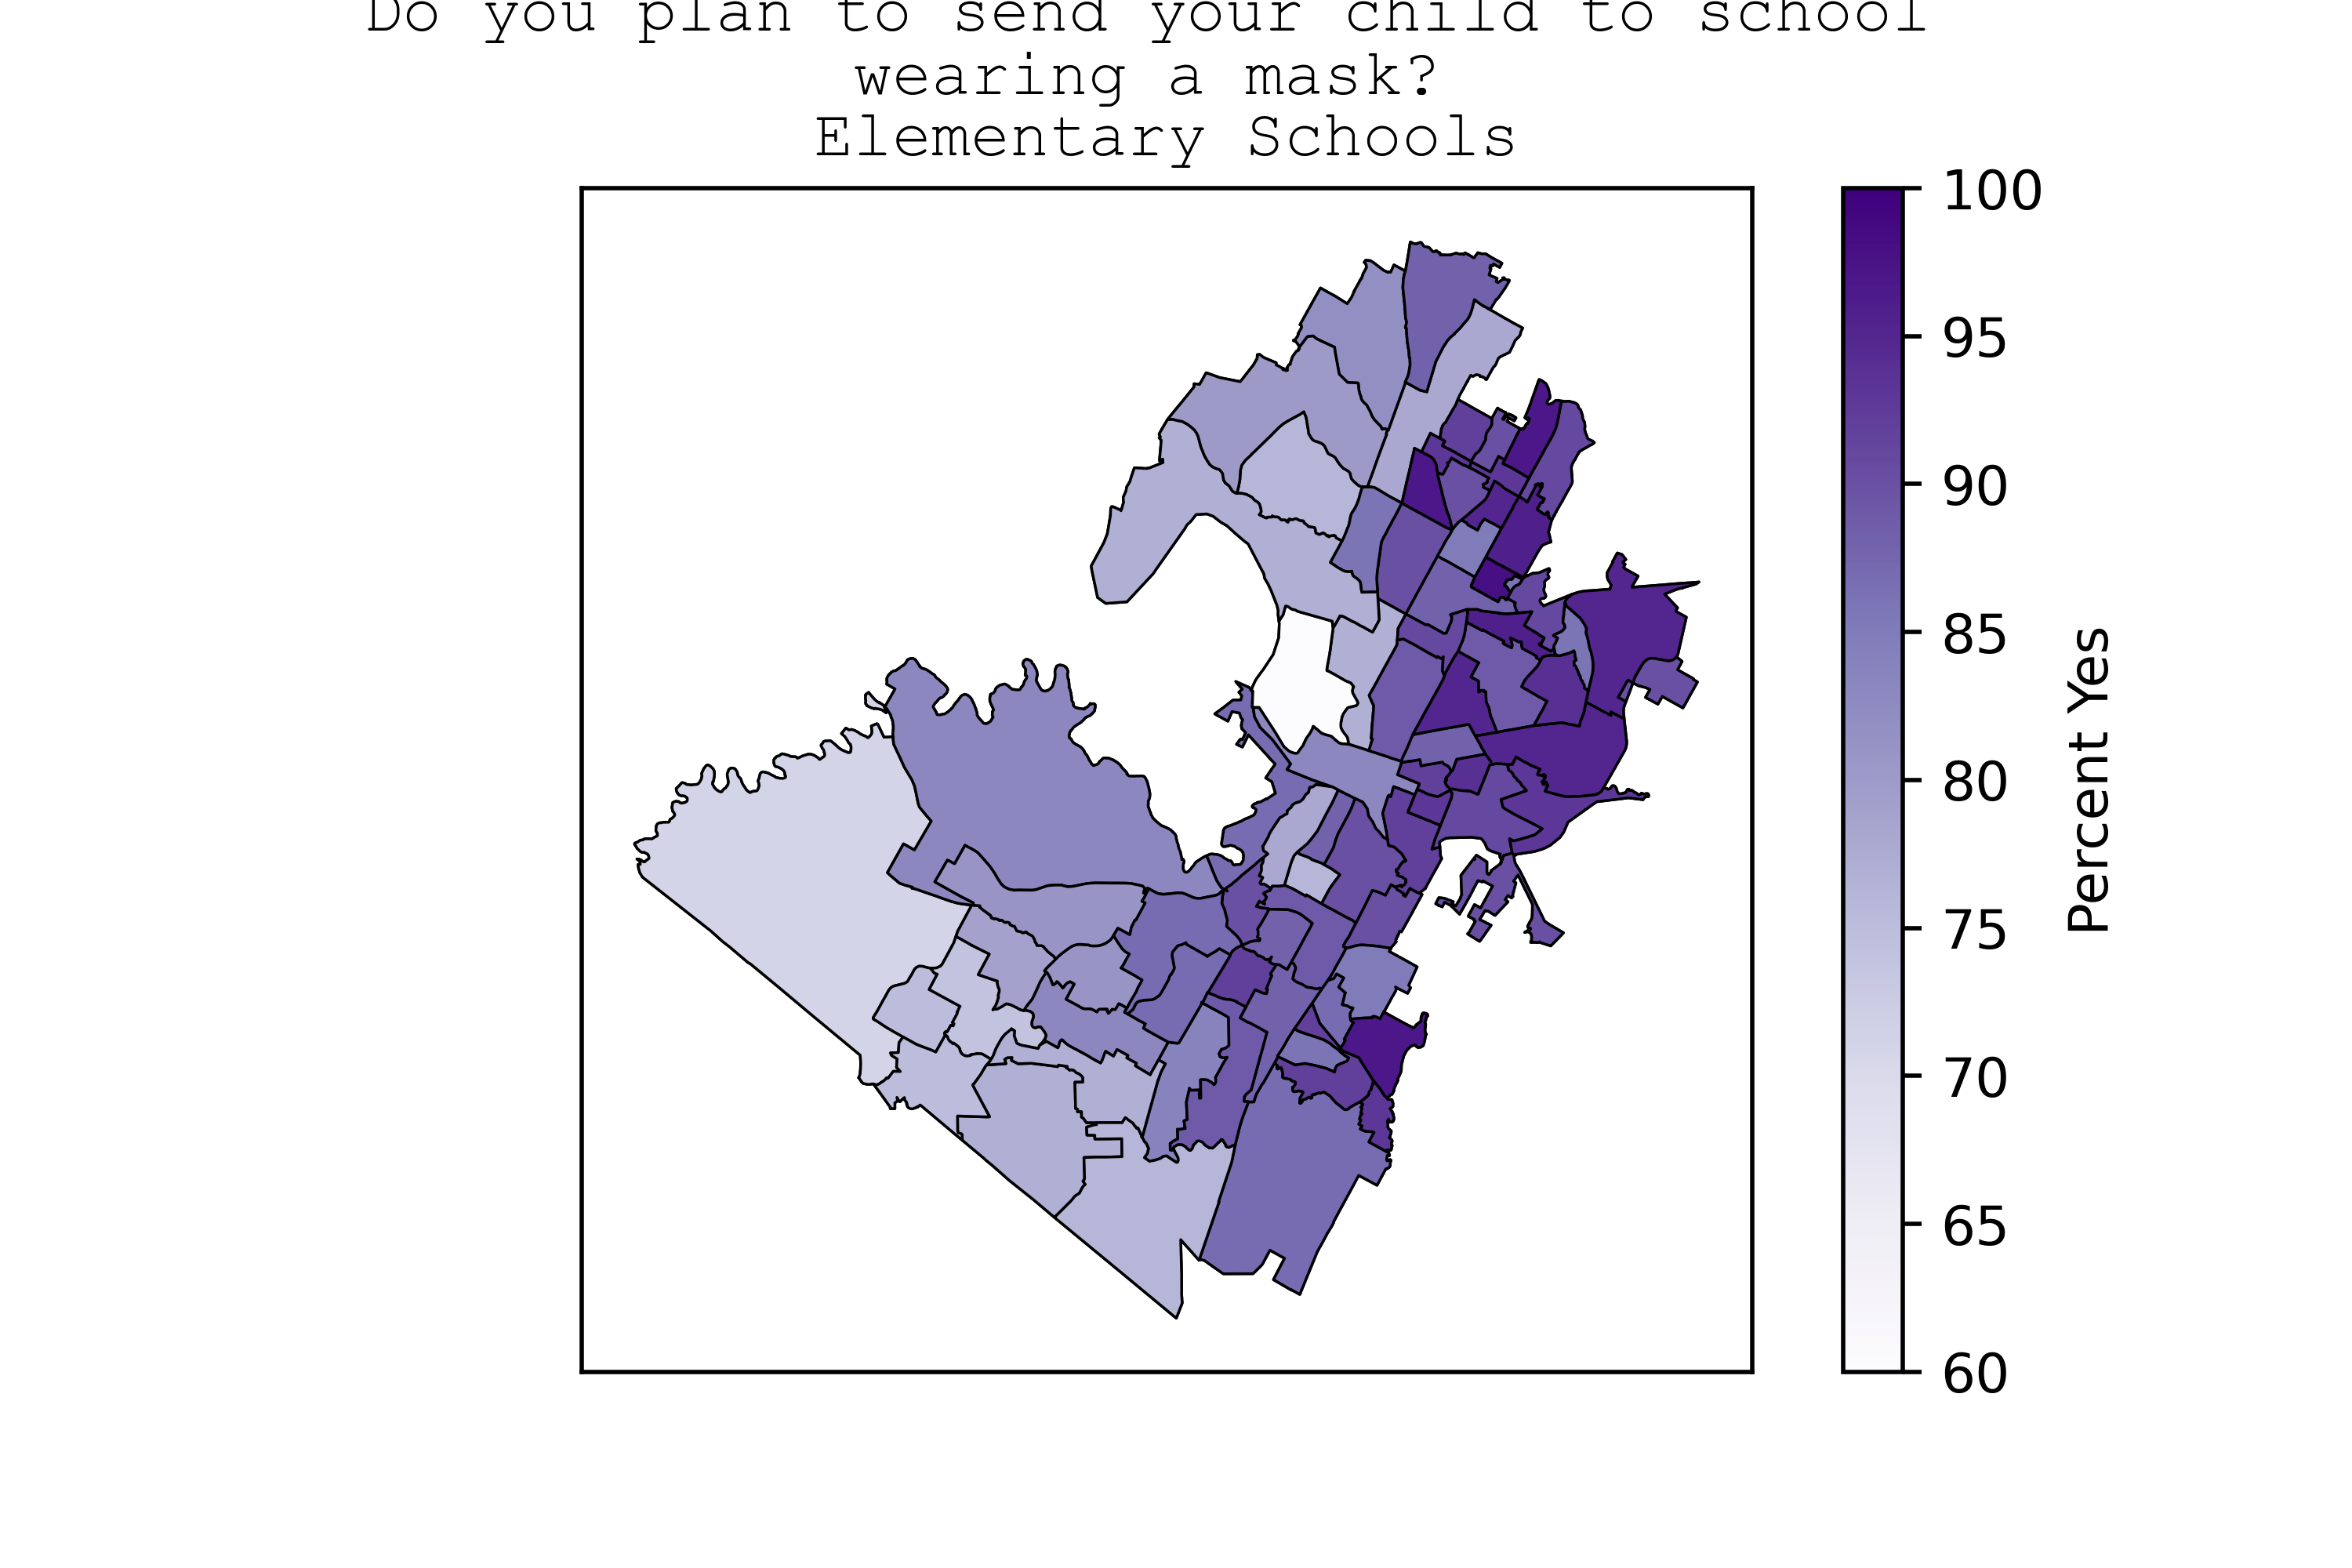 Do you plan to send your child to school
wearing a mask?
Elementary Schools
100
95
90
85
80
75
70
65
60
Percent Yes